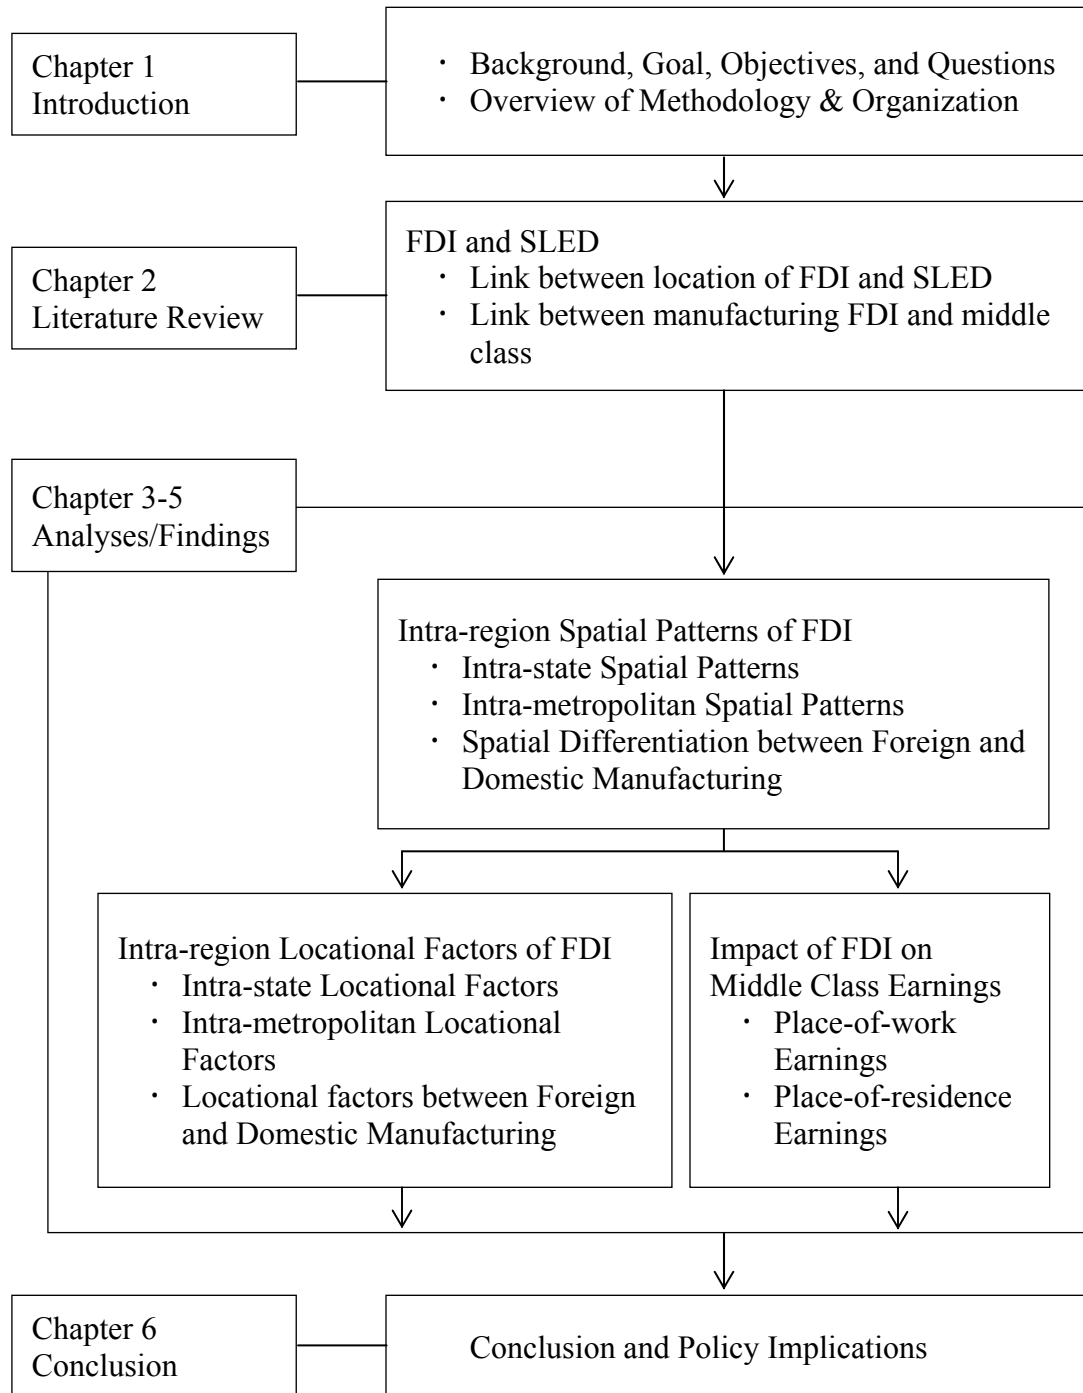 Chapter 1
Introduction
· Background, Goal, Objectives, and Questions
· Overview of Methodology & Organization
Chapter 2
Literature Review
FDI and SLED
· Link between location of FDI and SLED
· Link between manufacturing FDI and middle
class
Chapter 3-5
Analyses/Findings
Intra-region Spatial Patterns of FDI
· Intra-state Spatial Patterns
· Intra-metropolitan Spatial Patterns
· Spatial Differentiation between Foreign and
Domestic Manufacturing
Intra-region Locational Factors of FDI
· Intra-state Locational Factors
· Intra-metropolitan Locational
Factors
· Locational factors between Foreign
and Domestic Manufacturing
Impact of FDI on
Middle Class Earnings
· Place-of-work
Earnings
· Place-of-residence
Earnings
Chapter 6
Conclusion
Conclusion and Policy Implications